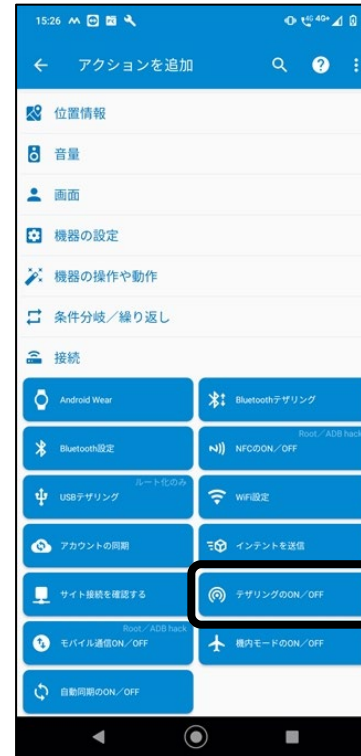 15:26
4G 4G+
アクションを追加
位置情報
音量
画面
機器の設定
機器の操作や動作
条件分岐／繰り返し
接続
Android Wear
Bluetoothテザリング
Bluetooth設定
Root／ADB hack
NFCのON／OFF
ルート化のみ
USBテザリング
WiFi設定
アカウントの同期
インテントを送信
サイト接続を確認する
テザリングのON／OFF
Root／ADB hack
モバイル通信ON／OFF
機内モードのON／OFF
自動同期のON／OFF